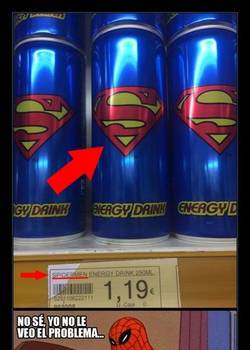 ENERGY DRINK
ENERGY DRINK
ENERGY DRINK
SPIDERMEN ENERGY DRINK 250ML
1,19€
NO SÉ, YO NO LE
VEO EL PROBLEMA...